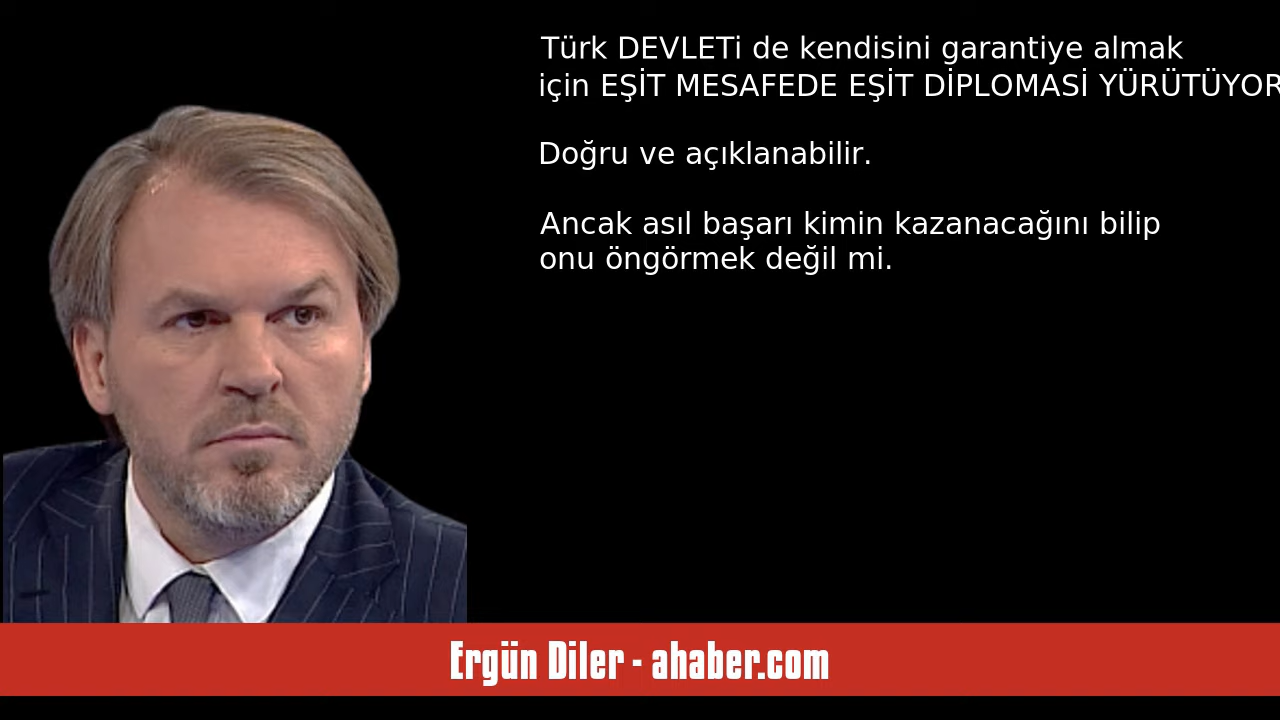 Türk DEVLETi de kendisini garantiye almak
için EŞİT MESAFEDE EŞİT DİPLOMASİ YÜRÜTÜYOR
Doğru ve açıklanabilir.
Ancak asıl başarı kimin kazanacağını bilip
onu öngörmek değil mi.
Ergün Diler - ahaber.com